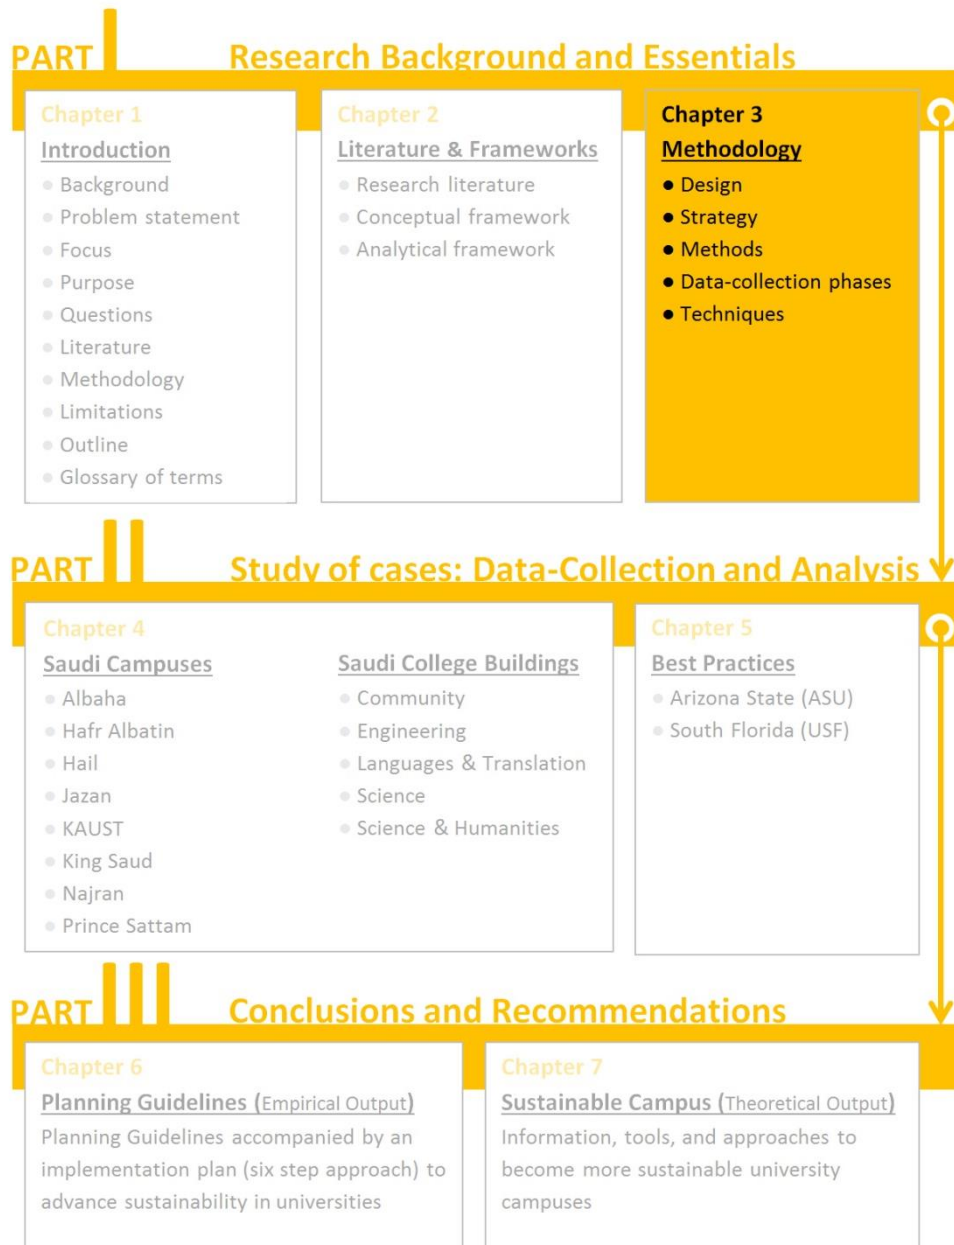 PART I Research Background and Essentials
Chapter 1
Introduction
● Background
● Problem statement
● Focus
● Purpose
● Questions
● Literature
● Methodology
● Limitations
● Outline
● Glossary of terms
Chapter 2
Literature & Frameworks
● Research literature
● Conceptual framework
● Analytical framework
Chapter 3
Methodology
● Design
● Strategy
● Methods
● Data-collection phases
● Techniques
PART II Study of cases: Data-Collection and Analysis
Chapter 4
Saudi Campuses
● Albaha
● Hafr Albatin
● Hail
● Jazan
● KAUST
● King Saud
● Najran
● Prince Sattam
Saudi College Buildings
● Community
● Engineering
● Languages & Translation
● Science
● Science & Humanities
Chapter 5
Best Practices
● Arizona State (ASU)
● South Florida (USF)
PART III Conclusions and Recommendations
Chapter 6
Planning Guidelines (Empirical Output)
Planning Guidelines accompanied by an
implementation plan (six step approach) to
advance sustainability in universities
Chapter 7
Sustainable Campus (Theoretical Output)
Information, tools, and approaches to
become more sustainable university
campuses